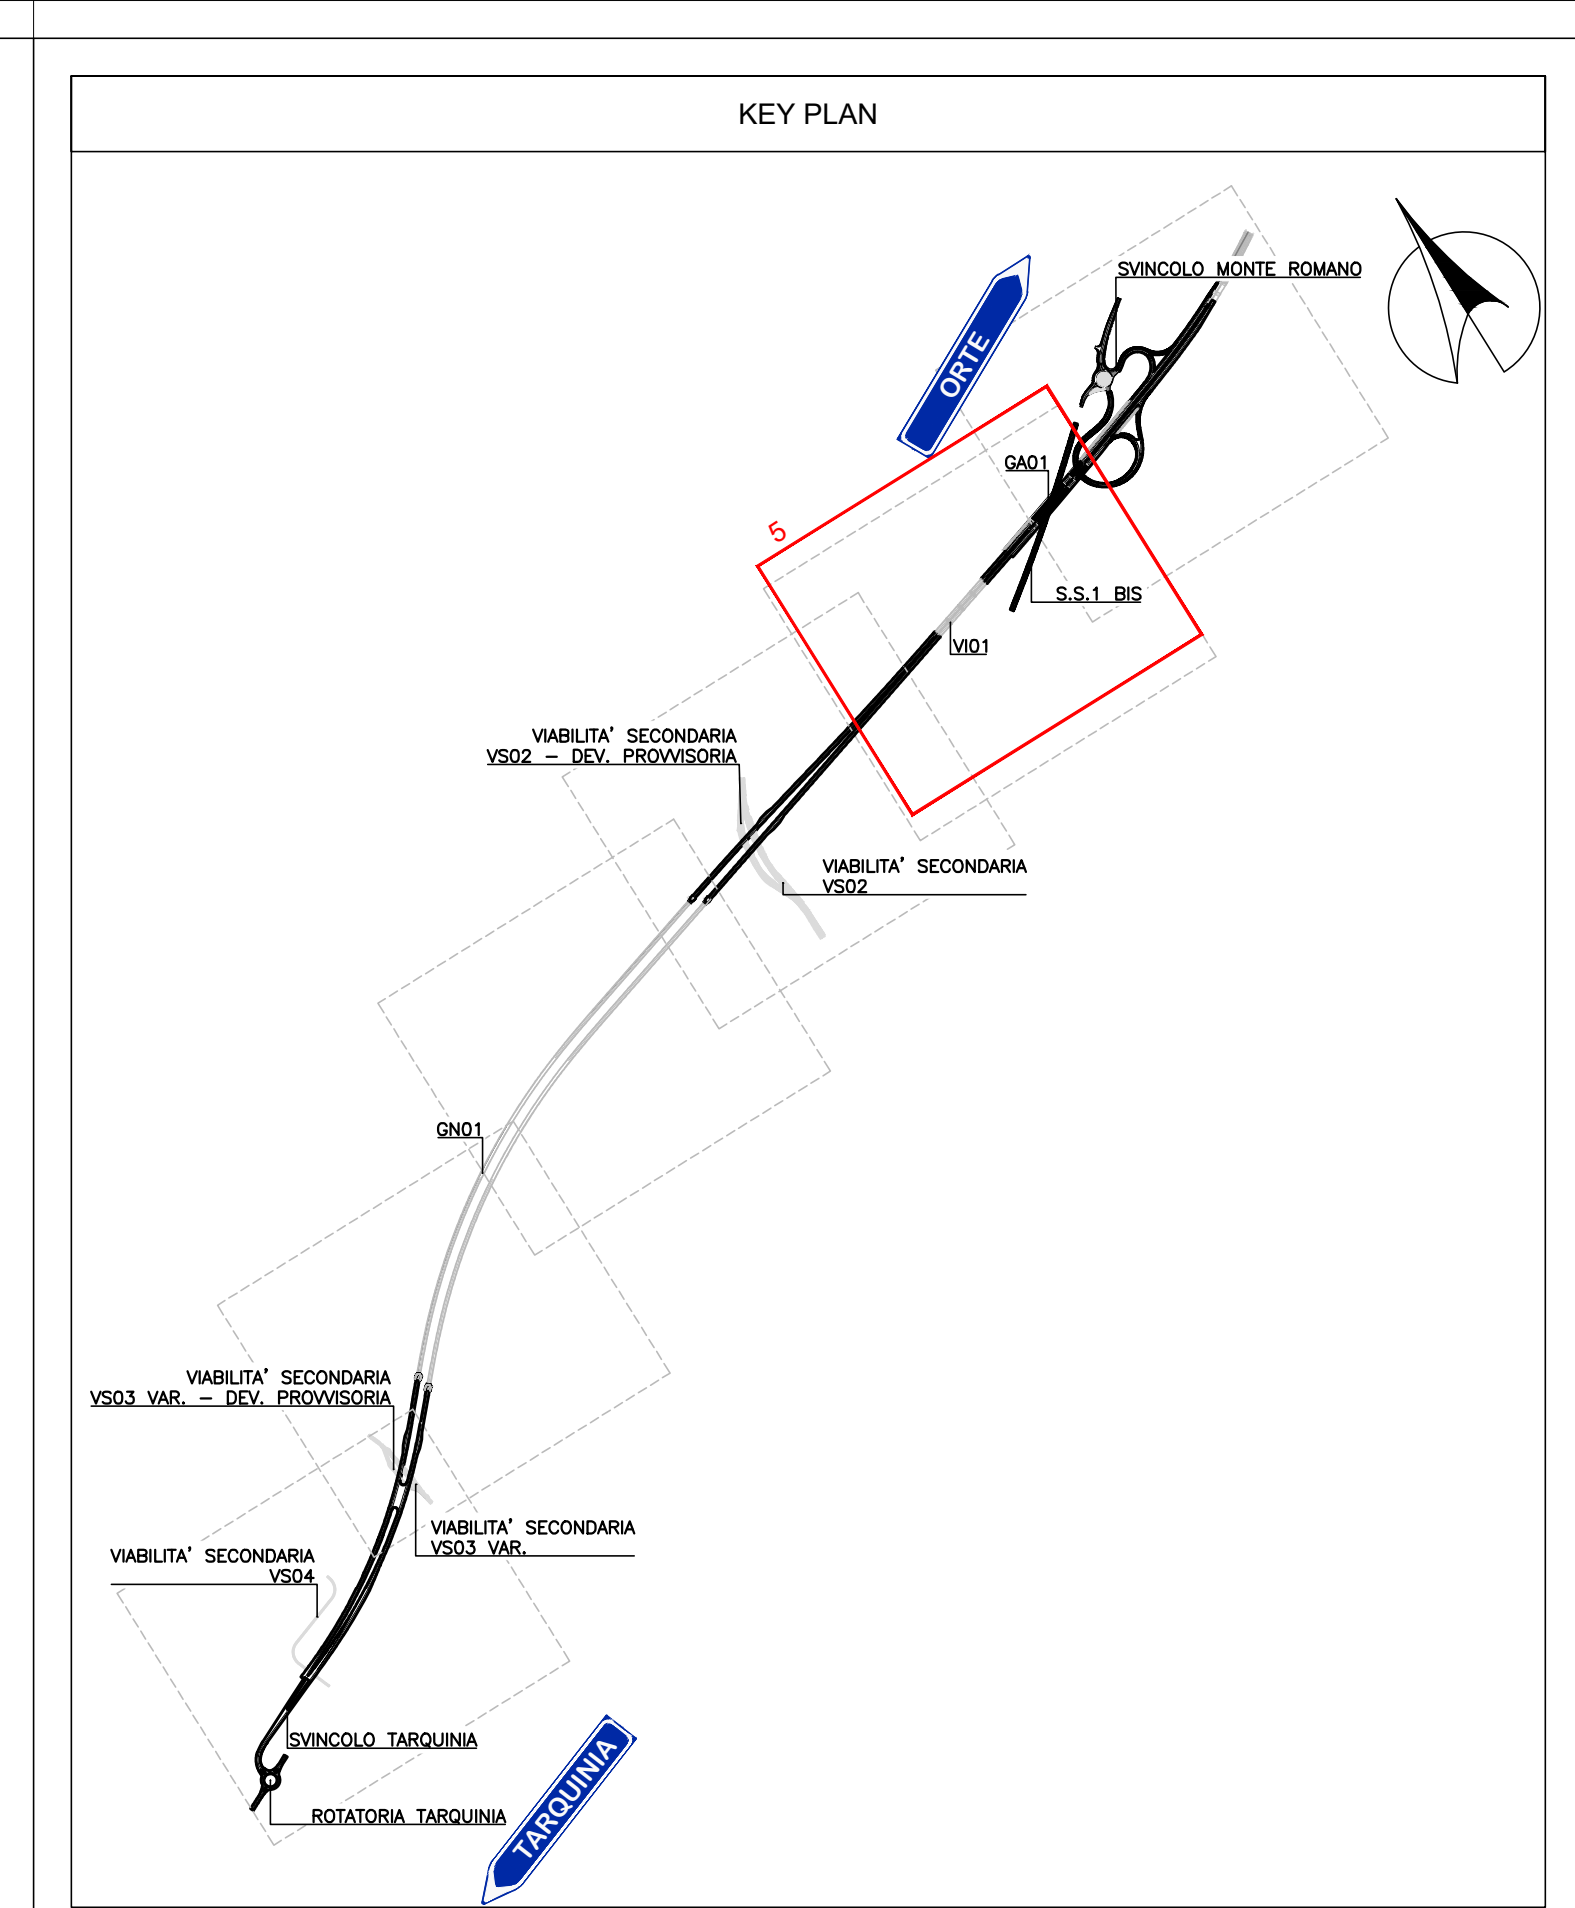 KEY PLAN
SVINCOLO MONTE ROMANO
ORTE
GA01
5
S.S.1 BIS
VI01
VIABILITA' SECONDARIA
VS02 - DEV. PROVVISORIA
VIABILITA' SECONDARIA
VS02
GN01
VIABILITA' SECONDARIA
VS03 VAR. - DEV. PROVVISORIA
VIABILITA' SECONDARIA
VS03 VAR.
VIABILITA' SECONDARIA
VS04
SVINCOLO TARQUINIA
TARQUINIA
ROTATORIA TARQUINIA